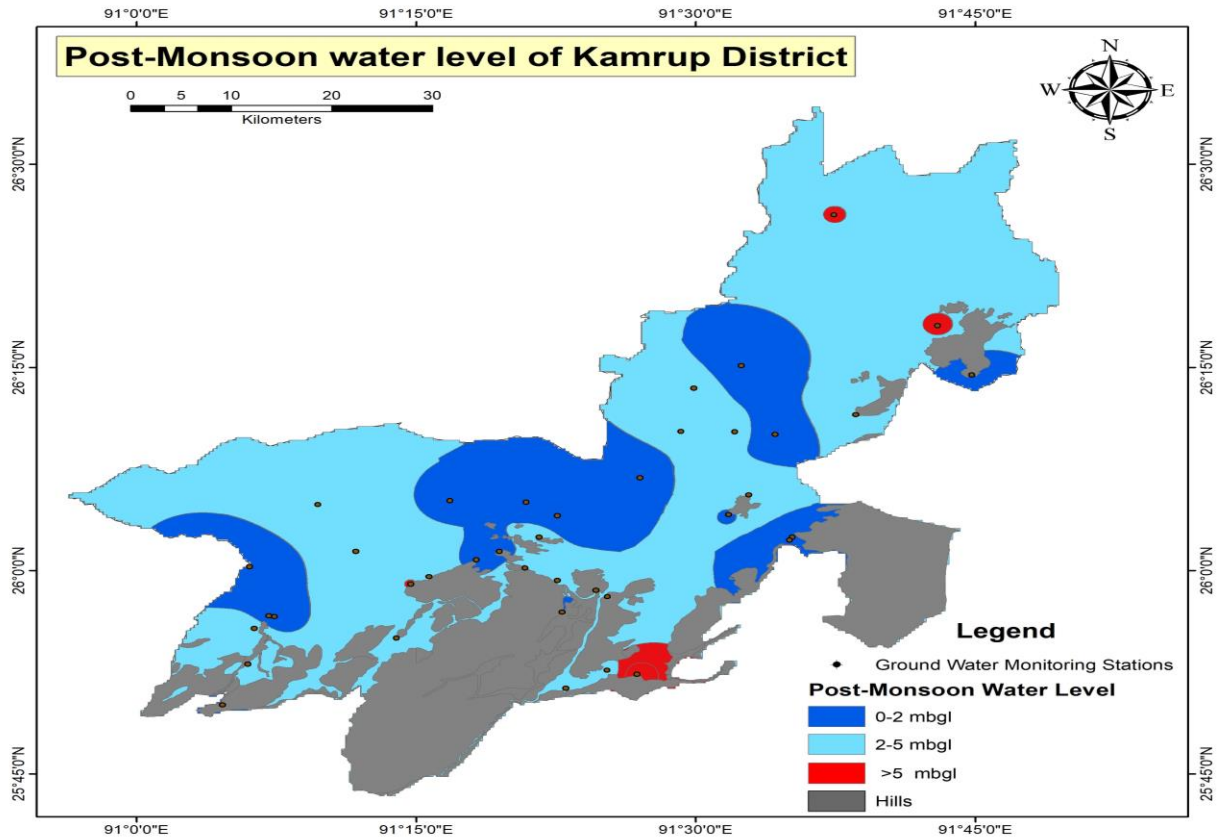 91°0'0"E 91°15'0"E 91°30'0"E 91°45'0"E
Post-Monsoon water level of Kamrup District
0 5 10 20 30
Kilometers
N
W E
S
26°30'0"N 26°30'0"N
26°15'0"N 26°15'0"N
26°0'0"N 26°0'0"N
25°45'0"N 25°45'0"N
Legend
Ground Water Monitoring Stations
Post-Monsoon Water Level
0-2 mbgl
2-5 mbgl
>5 mbgl
Hills
91°0'0"E 91°15'0"E 91°30'0"E 91°45'0"E